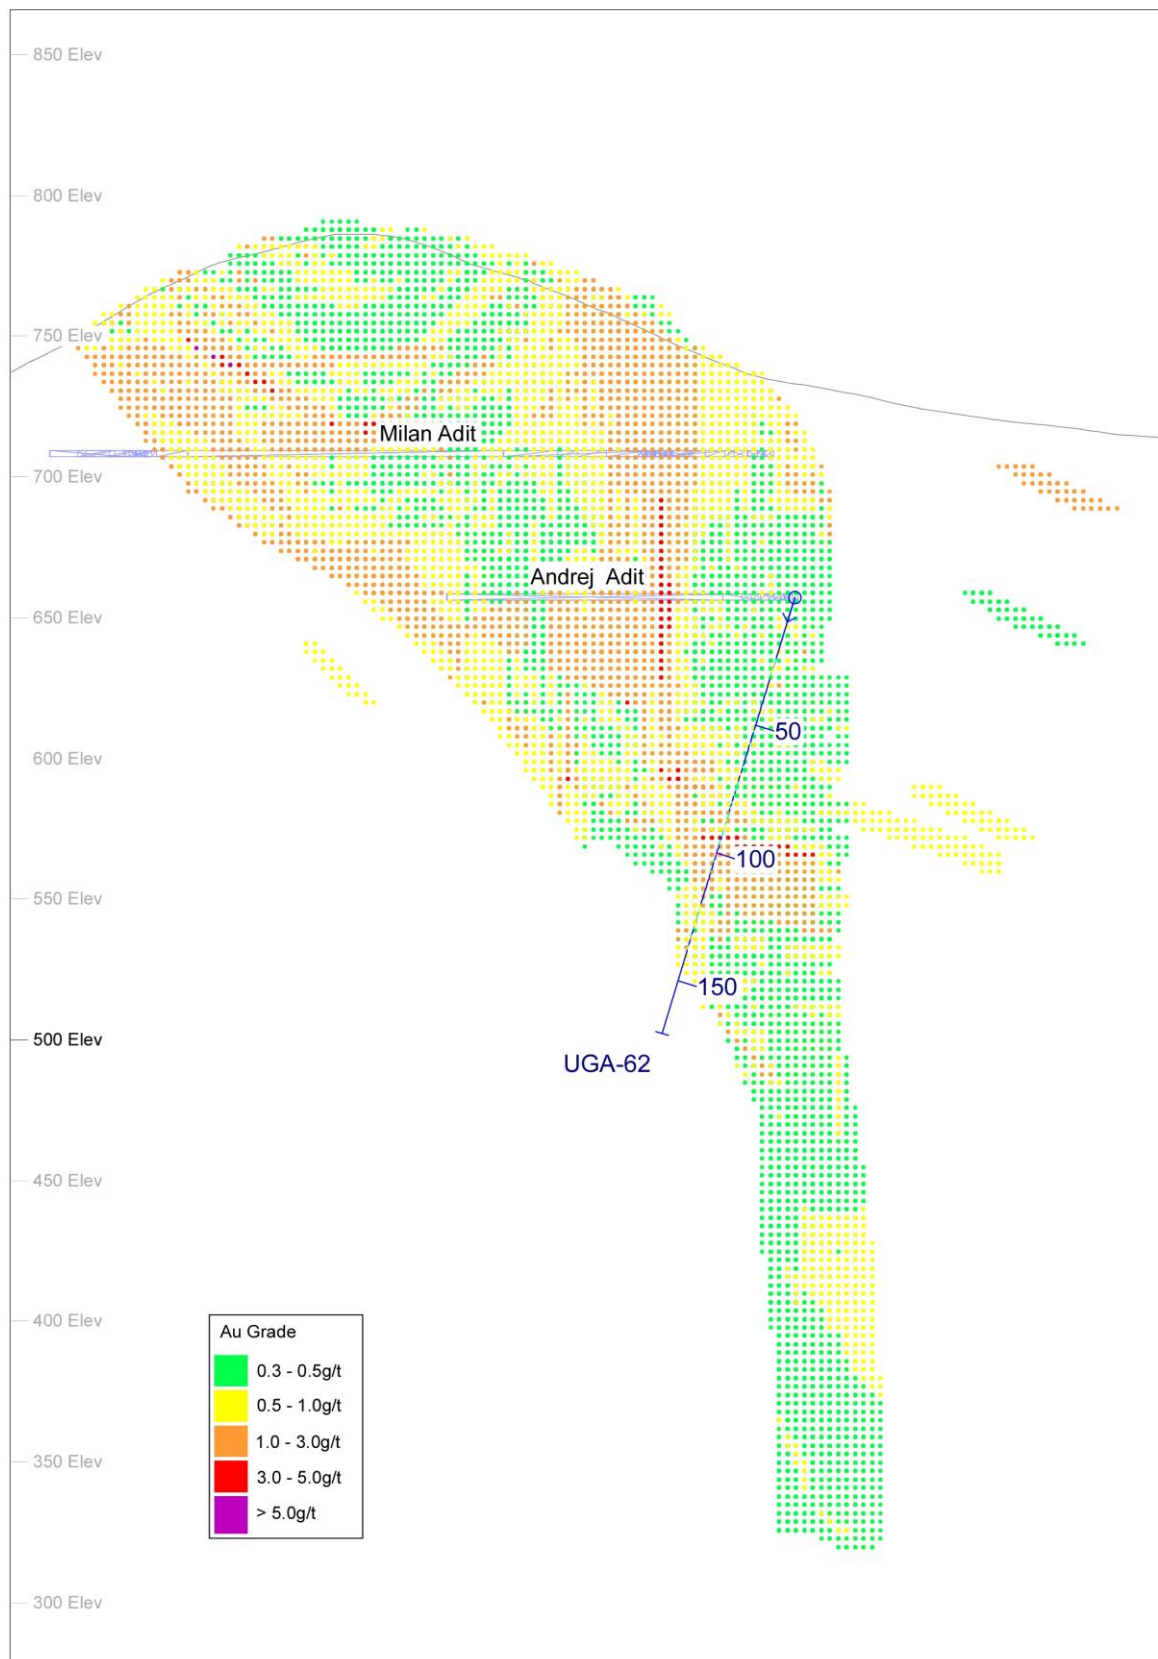 850 Elev
800 Elev
750 Elev
Milan Adit
700 Elev
Andrej Adit
650 Elev
50
600 Elev
100
550 Elev
150
500 Elev
UGA-62
450 Elev
400 Elev
Au Grade
0.3 - 0.5g/t
0.5 - 1.0g/t
1.0 - 3.0g/t
3.0 - 5.0g/t
> 5.0g/t
350 Elev
300 Elev